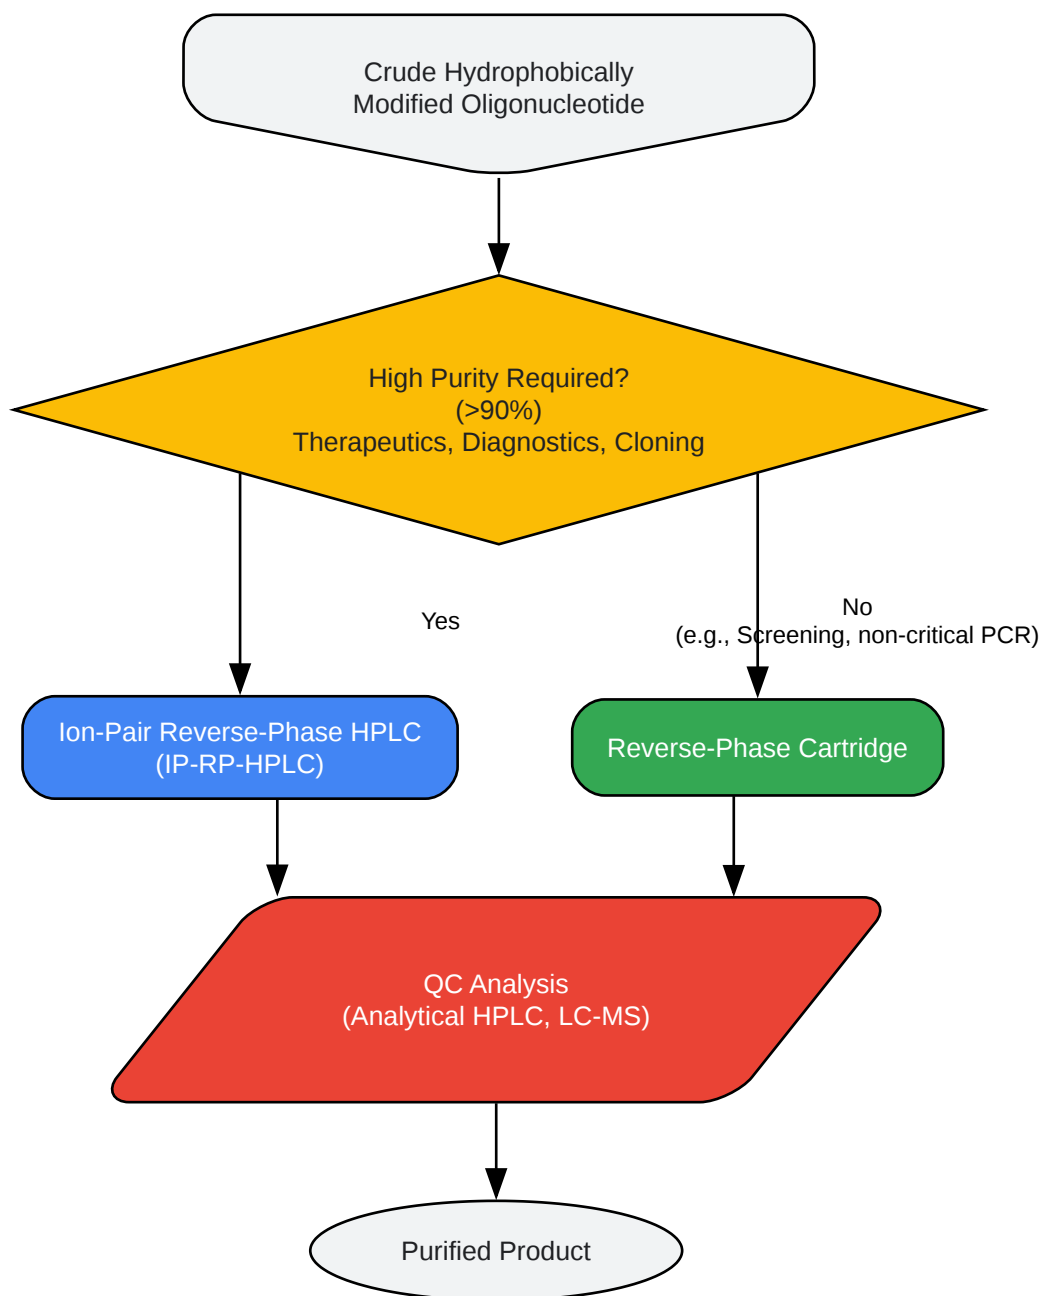 Crude Hydrophobically
Modified Oligonucleotide
High Purity Required?
(>90%)
Therapeutics, Diagnostics, Cloning
Yes
No
(e.g., Screening, non-critical PCR)
Ion-Pair Reverse-Phase HPLC
(IP-RP-HPLC)
Reverse-Phase Cartridge
QC Analysis
(Analytical HPLC, LC-MS)
Purified Product